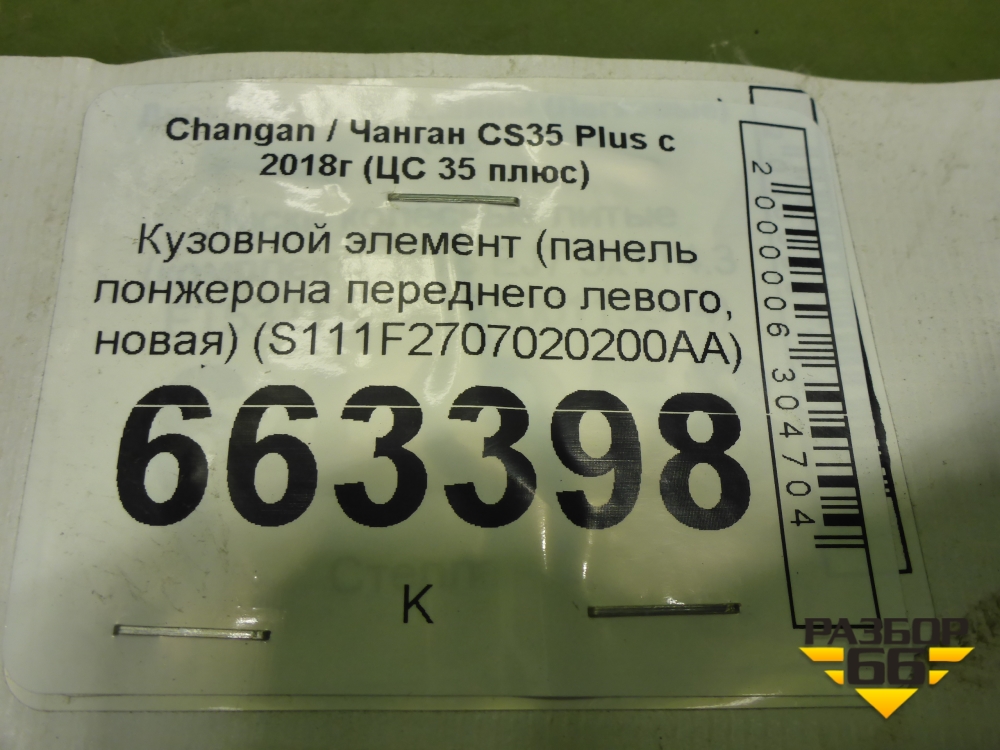 Changan / Чанган CS35 Plus с
2018г (ЦС 35 плюс)
Кузовной элемент (панель
лонжерона переднего левого,
новая) (S111F2707020200AA)
663398
К
2000006304704
РАЗБОР
66